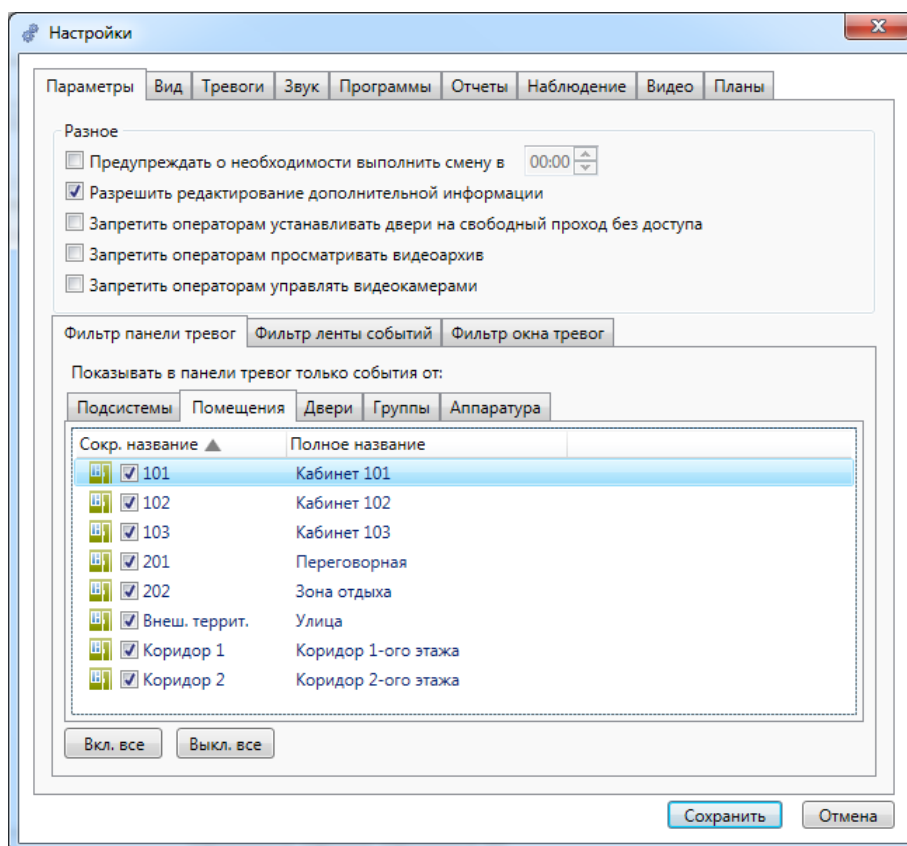 Настройки
Параметры Вид Тревоги Звук Программы Отчеты Наблюдение Видео Планы
Разное
Предупреждать о необходимости выполнить смену в 00:00
Разрешить редактирование дополнительной информации
Запретить операторам устанавливать двери на свободный проход без доступа
Запретить операторам просматривать видеоархив
Запретить операторам управлять видеокамерами
Фильтр панели тревог Фильтр ленты событий Фильтр окна тревог
Показывать в панели тревог только события от:
Подсистемы Помещения Двери Группы Аппаратура
Сокр. название Полное название
101 Кабинет 101
102 Кабинет 102
103 Кабинет 103
201 Переговорная
202 Зона отдыха
Внеш. террит. Улица
Коридор 1 Коридор 1-ого этажа
Коридор 2 Коридор 2-ого этажа
Вкл. все Выкл. все
Сохранить Отмена